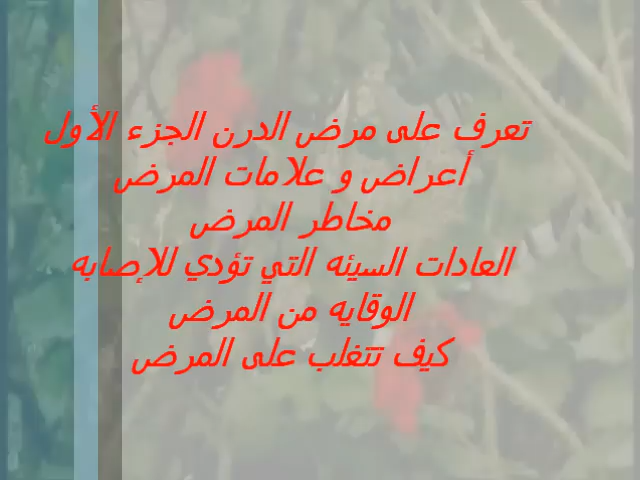 تعرف على مرض الدرن الجزء الأول
أعراض و علامات المرض
مخاطر المرض
العادات السيئه التي تؤدي للإصابه
الوقايه من المرض
كيف تتغلب على المرض